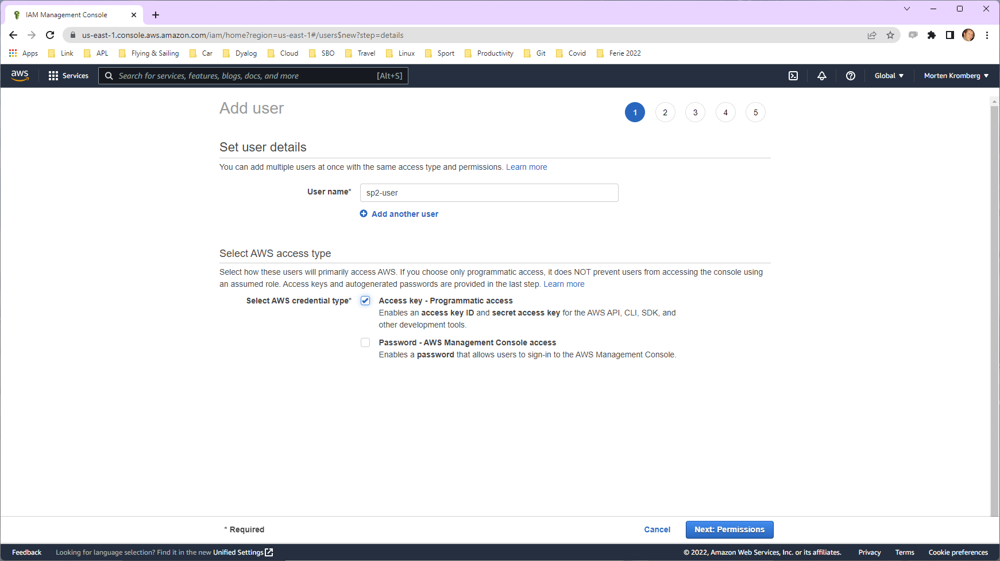 IAM Management Console
us-east-1.console.aws.amazon.com/iam/home?region=us-east-1#/users$new?step=details
Apps Link APL Flying & Sailing Car Dyalog Cloud SBO Travel Linux Sport Productivity Git Covid Ferie 2022
aws Services Search for services, features, blogs, docs, and more [Alt+S] Global Morten Kromberg
Add user 1 2 3 4 5
Set user details
You can add multiple users at once with the same access type and permissions. Learn more
User name* sp2-user
Add another user
Select AWS access type
Select how these users will primarily access AWS. If you choose only programmatic access, it does NOT prevent users from accessing the console using
an assumed role. Access keys and autogenerated passwords are provided in the last step. Learn more
Select AWS credential type* Access key - Programmatic access
Enables an access key ID and secret access key for the AWS API, CLI, SDK, and
other development tools.
Password - AWS Management Console access
Enables a password that allows users to sign-in to the AWS Management Console.
* Required Cancel Next: Permissions
Feedback Looking for language selection? Find it in the new Unified Settings © 2022, Amazon Web Services, Inc. or its affiliates. Privacy Terms Cookie preferences